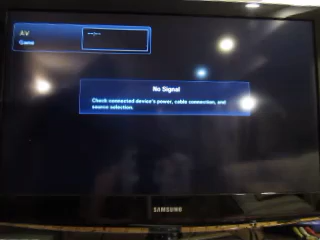 AV
Game
--:--
No Signal
Check connected device's power, cable connection, and
source selection.
SAMSUNG